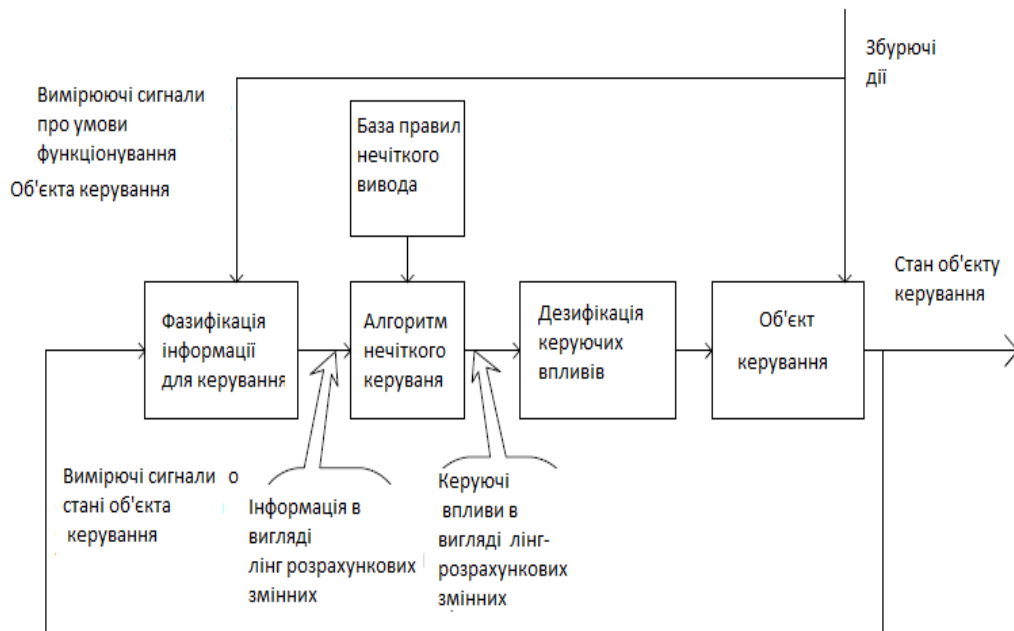 Збурюючі
дії
Вимірюючі сигнали
про умови
функціонування
Об'єкта керування
База правил
нечіткого
вивода
Стан об'єкту
керування
Фазифікація
інформації
для керування
Алгоритм
нечіткого
керуваня
Дезифікація
керуючих
впливів
Об'єкт
керування
Вимірючі сигнали о
стані об'єкта
керування
Інформація в
вигляді
лінг розрахункових
змінних
Керуючі
впливи в
вигляді лінг-
розрахункових
змінних